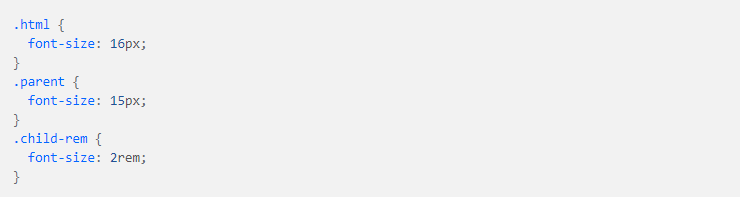 .html {
  font-size: 16px;
}
.parent {
  font-size: 15px;
}
.child-rem {
  font-size: 2rem;
}